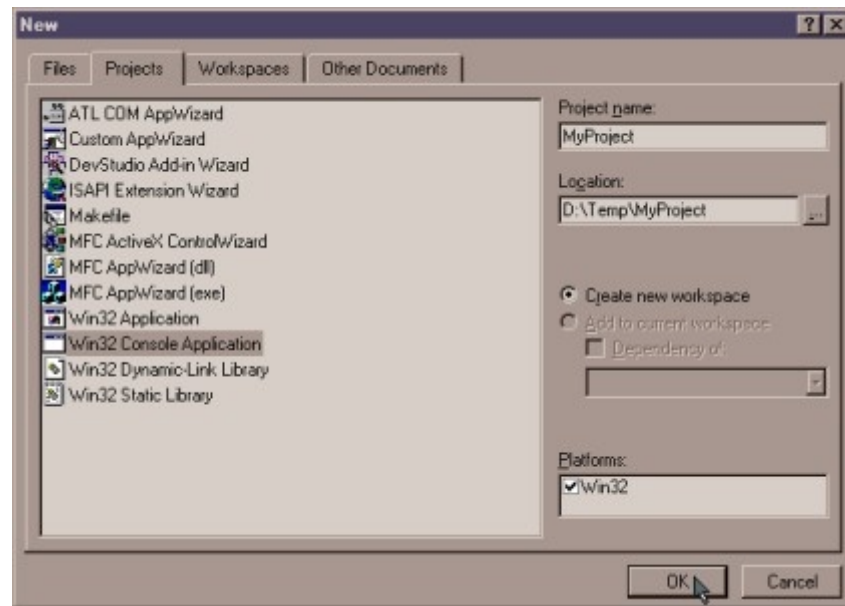 New
Files Projects Workspaces Other Documents
ATL COM AppWizard
Custom AppWizard
DevStudio Add-in Wizard
ISAPI Extension Wizard
Makefile
MFC ActiveX ControlWizard
MFC AppWizard (dll)
MFC AppWizard (exe)
Win32 Application
Win32 Console Application
Win32 Dynamic-Link Library
Win32 Static Library
Project name:
MyProject
Location:
D:\Temp\MyProject
...
Create new workspace
Add to current workspace
Dependency of:
Platforms:
Win32
OK Cancel